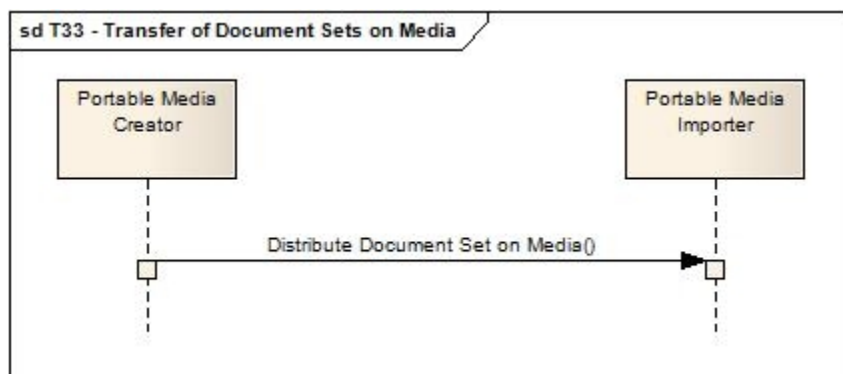 sd T33 - Transfer of Document Sets on Media
Portable Media
Creator
Portable Media
Importer
Distribute Document Set on Media()